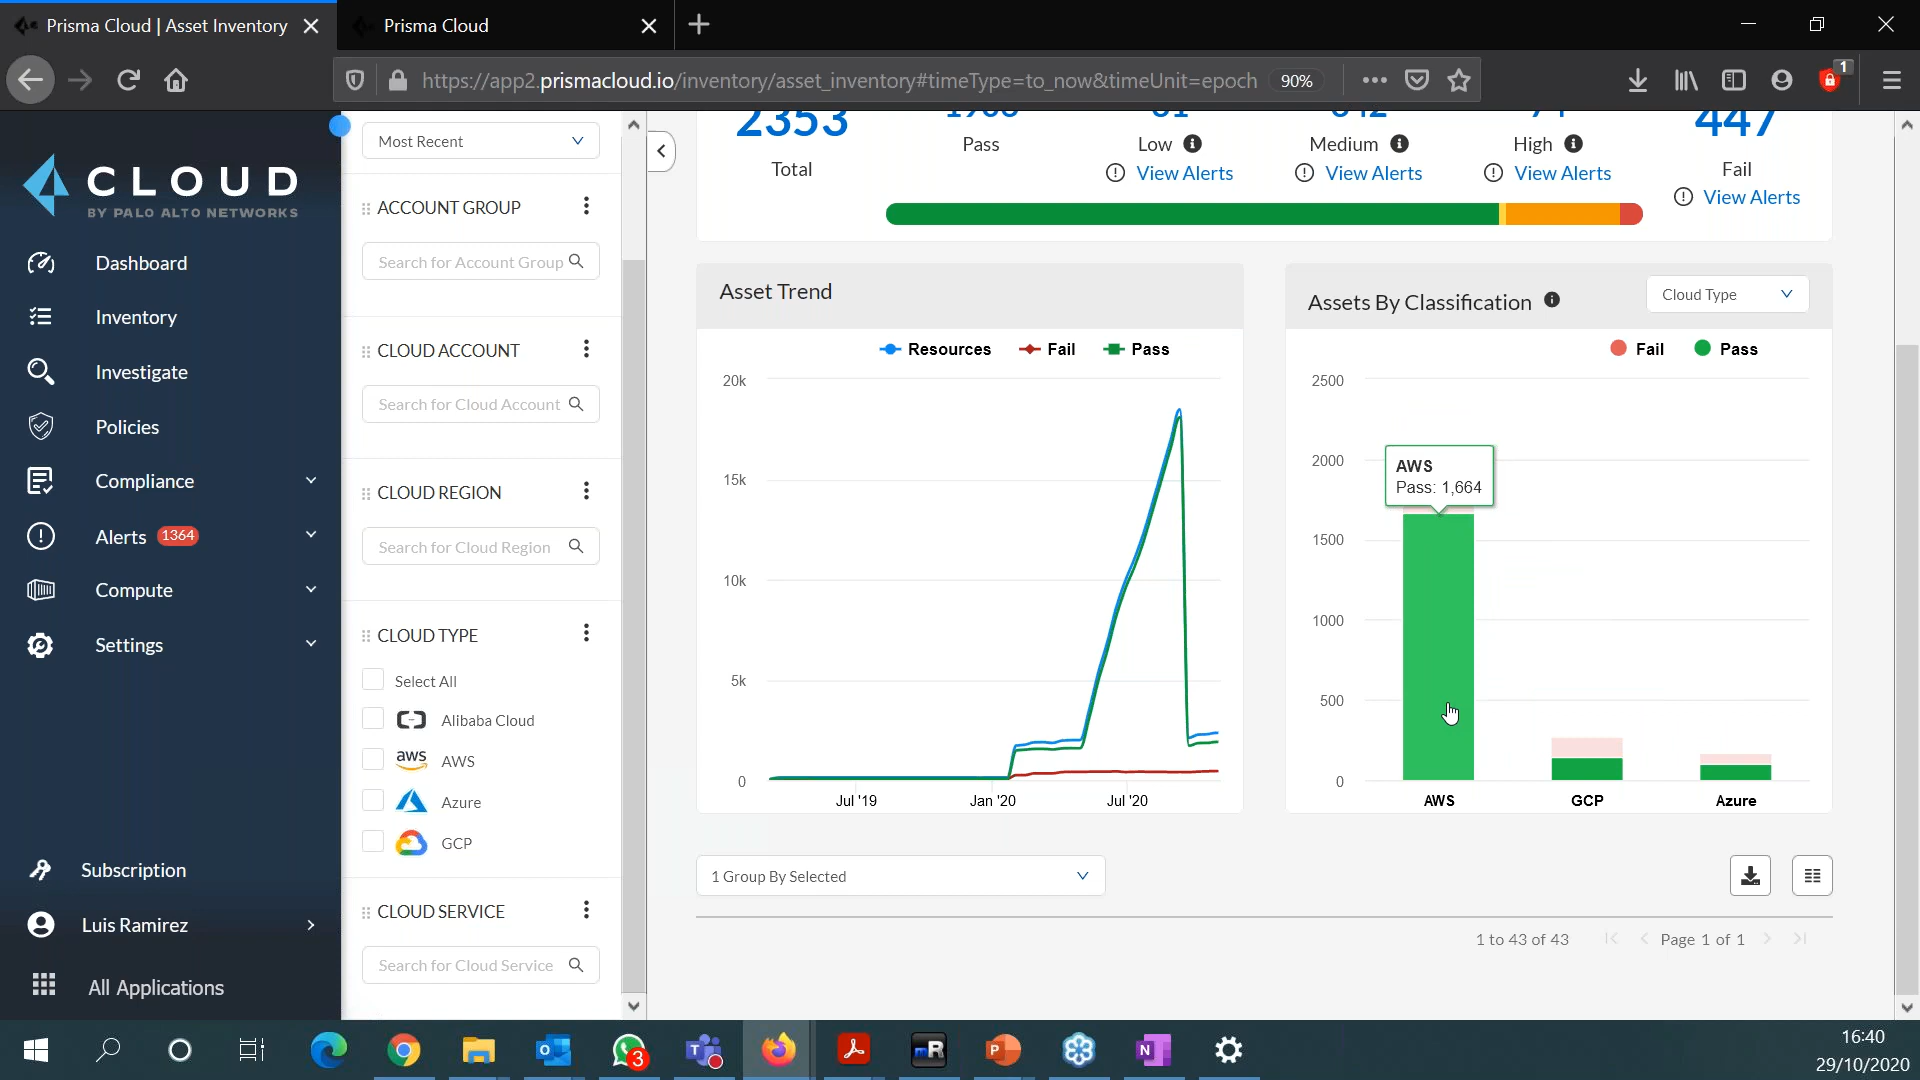 Prisma Cloud | Asset Inventory
Prisma Cloud
https://app2.prismacloud.io/inventory/asset_inventory#timeType=to_now&timeUnit=epoch
90%
1
CLOUD
BY PALO ALTO NETWORKS
Dashboard
Inventory
Investigate
Policies
Compliance
Alerts 1364
Compute
Settings
Subscription
Luis Ramirez
All Applications
Most Recent
ACCOUNT GROUP
Search for Account Group
CLOUD ACCOUNT
Search for Cloud Account
CLOUD REGION
Search for Cloud Region
CLOUD TYPE
Select All
Alibaba Cloud
aws AWS
Azure
GCP
CLOUD SERVICE
Search for Cloud Service
2353
Total
Pass
Low
View Alerts
Medium
View Alerts
High
View Alerts
447
Fail
View Alerts
Asset Trend
Resources Fail Pass
20k
15k
10k
5k
0
Jul '19 Jan '20 Jul '20
Assets By Classification
Cloud Type
Fail Pass
2500
2000
1500
1000
500
0
AWS
Pass: 1,664
AWS GCP Azure
1 Group By Selected
1 to 43 of 43
Page 1 of 1
3
mR
16:40
29/10/2020